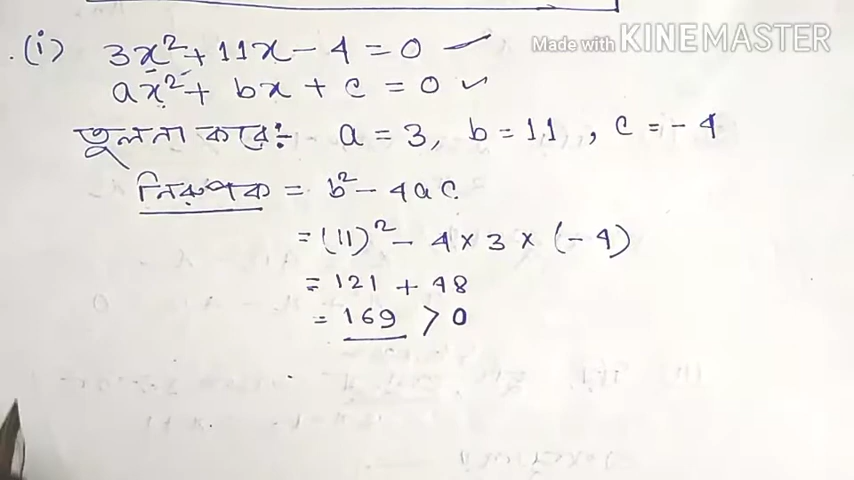 Made with KINEMASTER
.(i) 3x² + 11x - 4 = 0
ax² + bx + c = 0
তুলনা করে:- a = 3, b = 11, c = -4
নিরূপক = b² - 4ac.
= (11)² - 4 × 3 × (-4)
= 121 + 48
= 169 > 0